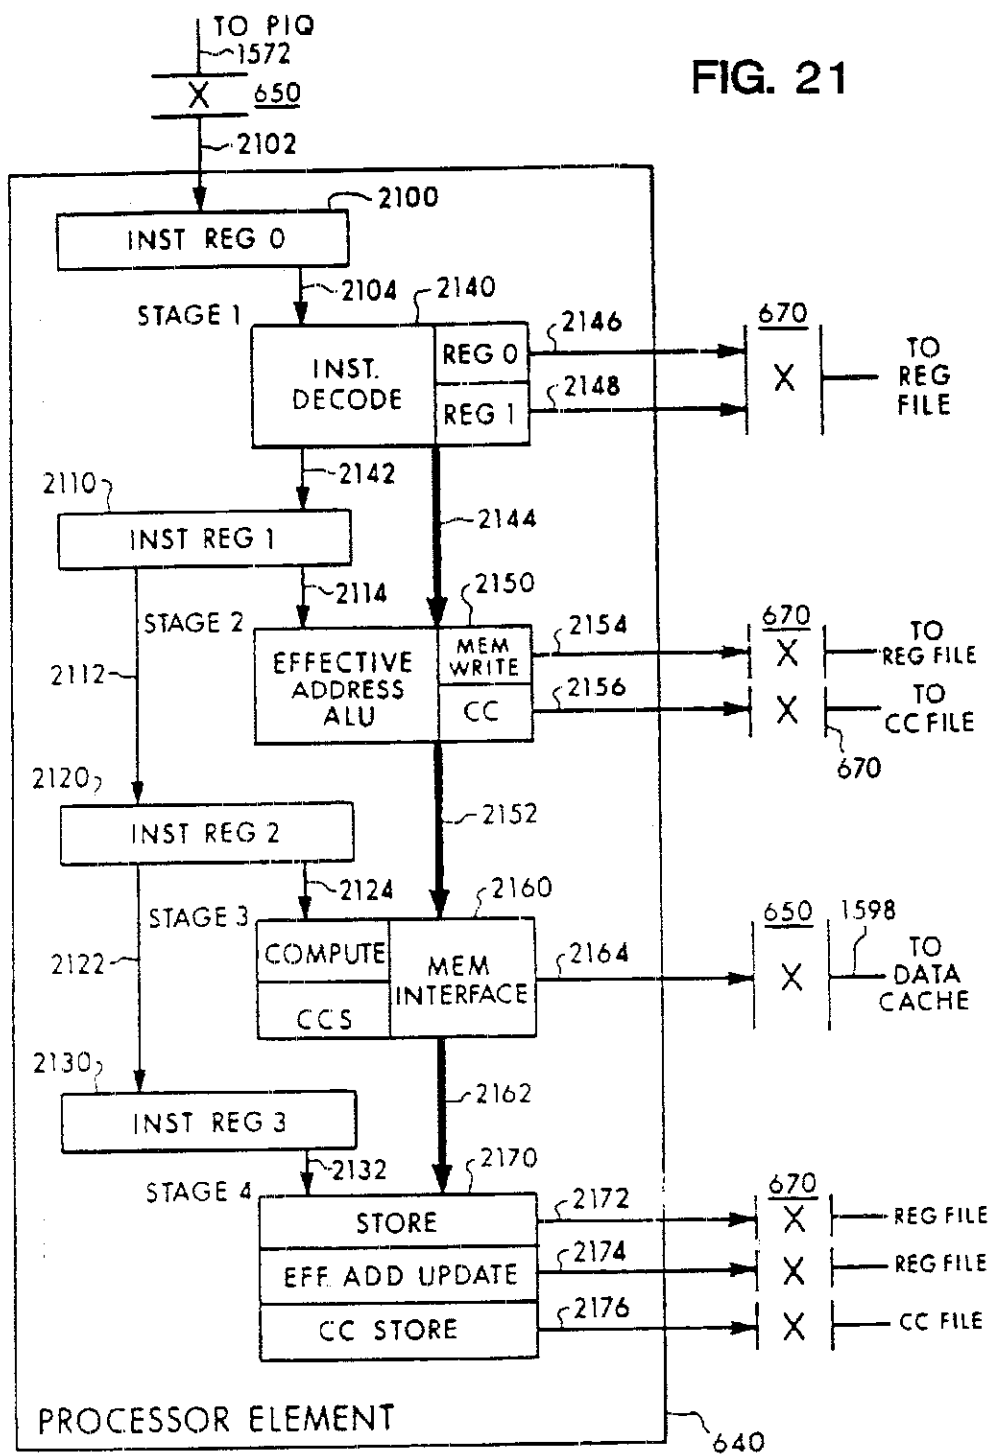 TO PIQ
1572
FIG. 21
X 650
2102
2100
INST REG 0
2104
STAGE 1
2140
INST.
DECODE
REG 0
REG 1
2146
2148
670
X
TO
REG
FILE
2142
2144
2110
INST REG 1
2114
STAGE 2
2150
EFFECTIVE
ADDRESS
ALU
MEM
WRITE
CC
2154
2156
670
X
X
670
TO
REG FILE
TO
CC FILE
2112
2152
2120
INST REG 2
2124
STAGE 3
2160
COMPUTE
CCS
MEM
INTERFACE
2164
650
X
1598
TO
DATA
CACHE
2122
2162
2130
INST REG 3
2132
STAGE 4
2170
STORE
EFF. ADD UPDATE
CC STORE
2172
2174
2176
670
X
X
X
REG FILE
REG FILE
CC FILE
PROCESSOR ELEMENT
640